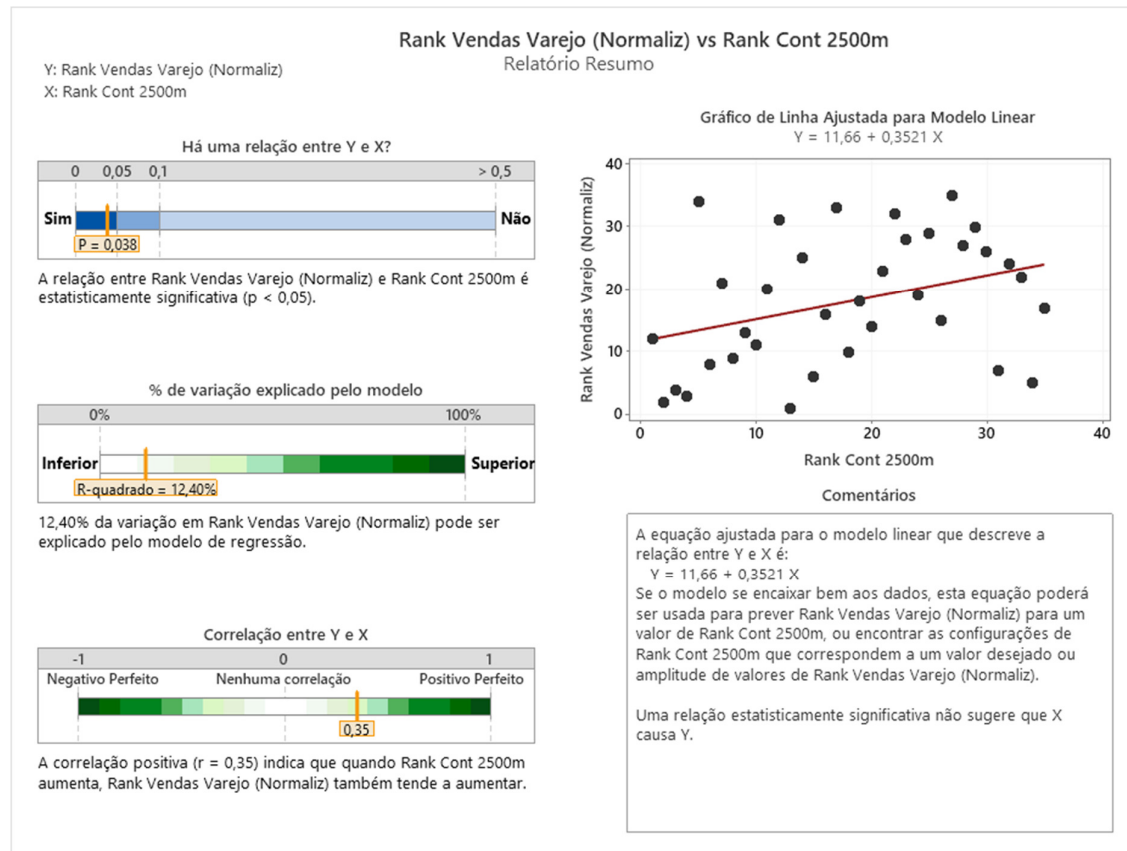 Rank Vendas Varejo (Normaliz) vs Rank Cont 2500m
Relatório Resumo
Y: Rank Vendas Varejo (Normaliz)
X: Rank Cont 2500m
Há uma relação entre Y e X?
0 0,05 0,1 > 0,5
Sim Não
P = 0,038
A relação entre Rank Vendas Varejo (Normaliz) e Rank Cont 2500m é
estatisticamente significativa (p < 0,05).
% de variação explicado pelo modelo
0% 100%
Inferior Superior
R-quadrado = 12,40%
12,40% da variação em Rank Vendas Varejo (Normaliz) pode ser
explicado pelo modelo de regressão.
Correlação entre Y e X
-1 0 1
Negativo Perfeito Nenhuma correlação Positivo Perfeito
0,35
A correlação positiva (r = 0,35) indica que quando Rank Cont 2500m
aumenta, Rank Vendas Varejo (Normaliz) também tende a aumentar.
Gráfico de Linha Ajustada para Modelo Linear
Y = 11,66 + 0,3521 X
Rank Vendas Varejo (Normaliz)
40
30
20
10
0
0 10 20 30 40
Rank Cont 2500m
Comentários
A equação ajustada para o modelo linear que descreve a
relação entre Y e X é:
Y = 11,66 + 0,3521 X
Se o modelo se encaixar bem aos dados, esta equação poderá
ser usada para prever Rank Vendas Varejo (Normaliz) para um
valor de Rank Cont 2500m, ou encontrar as configurações de
Rank Cont 2500m que correspondem a um valor desejado ou
amplitude de valores de Rank Vendas Varejo (Normaliz).
Uma relação estatisticamente significativa não sugere que X
causa Y.